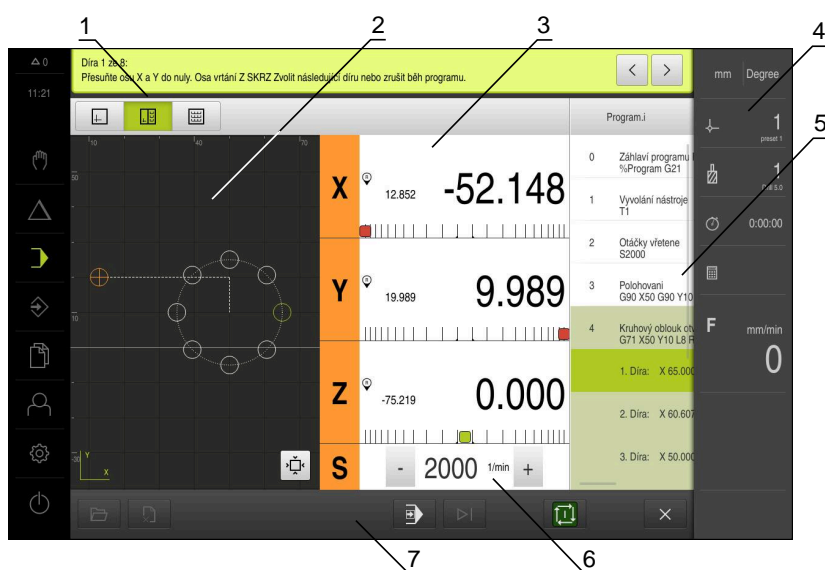 1
2
3
4
5
0
11:21
Díra 1 ze 8:
Přesuňte osu X a Y do nuly. Osa vrtání Z SKRZ Zvolit následující díru nebo zrušit běh programu.
mm Degree
1
preset 1
1
0:00:00
F mm/min
0
10 40 70
50
10
-30
Y
X
X R 12.852 -52.148
Y R 19.989 9.989
Z R -75.219 0.000
S - 2000 1/min +
Program.i
0 Záhlaví programu
%Program G21
1 Vyvolání nástroje
T1
2 Otáčky vřetene
S2000
3 Polohovani
G90 X50 G90 Y10
4 Kruhový oblouk
G71 X50 Y10 L8
1. Díra: X 65.000
2. Díra: X 60.607
3. Díra: X 50.000
7
6